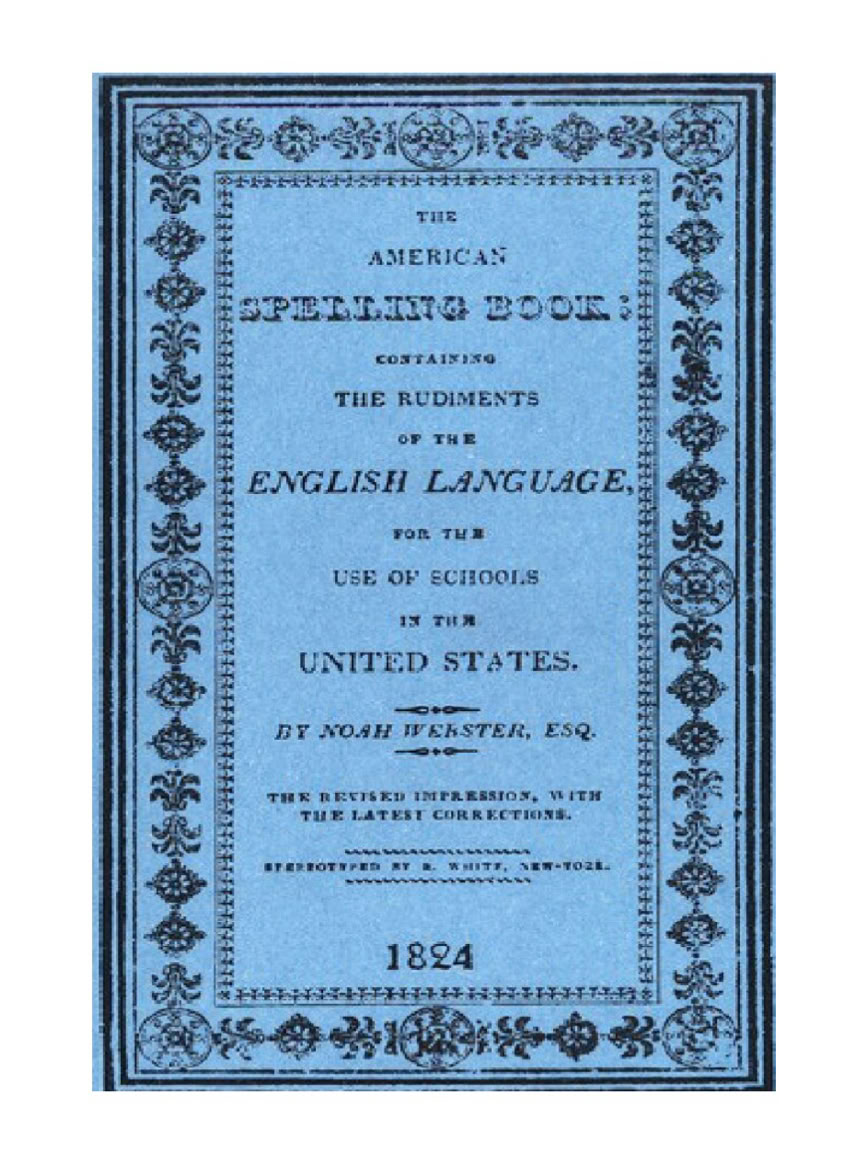 THE
AMERICAN
SPELLING BOOK:
CONTAINING
THE RUDIMENTS
OF THE
ENGLISH LANGUAGE,
FOR THE
USE OF SCHOOLS
IN THE
UNITED STATES.
BY NOAH WEBSTER, ESQ.
THE REVISED IMPRESSION, WITH
THE LATEST CORRECTIONS.
STEREOTYPED BY E. WHITE, NEW-YORK.
1824